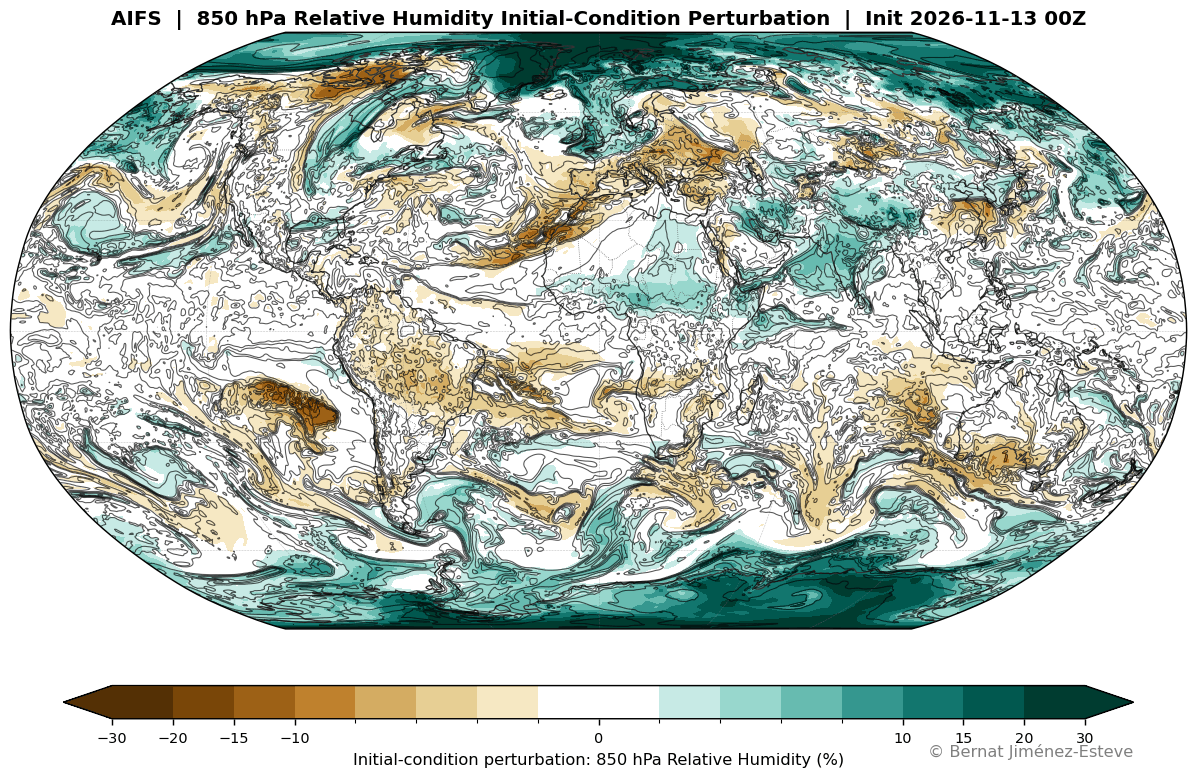 AIFS | 850 hPa Relative Humidity Initial-Condition Perturbation | Init 2026-11-13 00Z
−30 −20 −15 −10 0 10 15 20 30
Initial-condition perturbation: 850 hPa Relative Humidity (%)
© Bernat Jiménez-Esteve